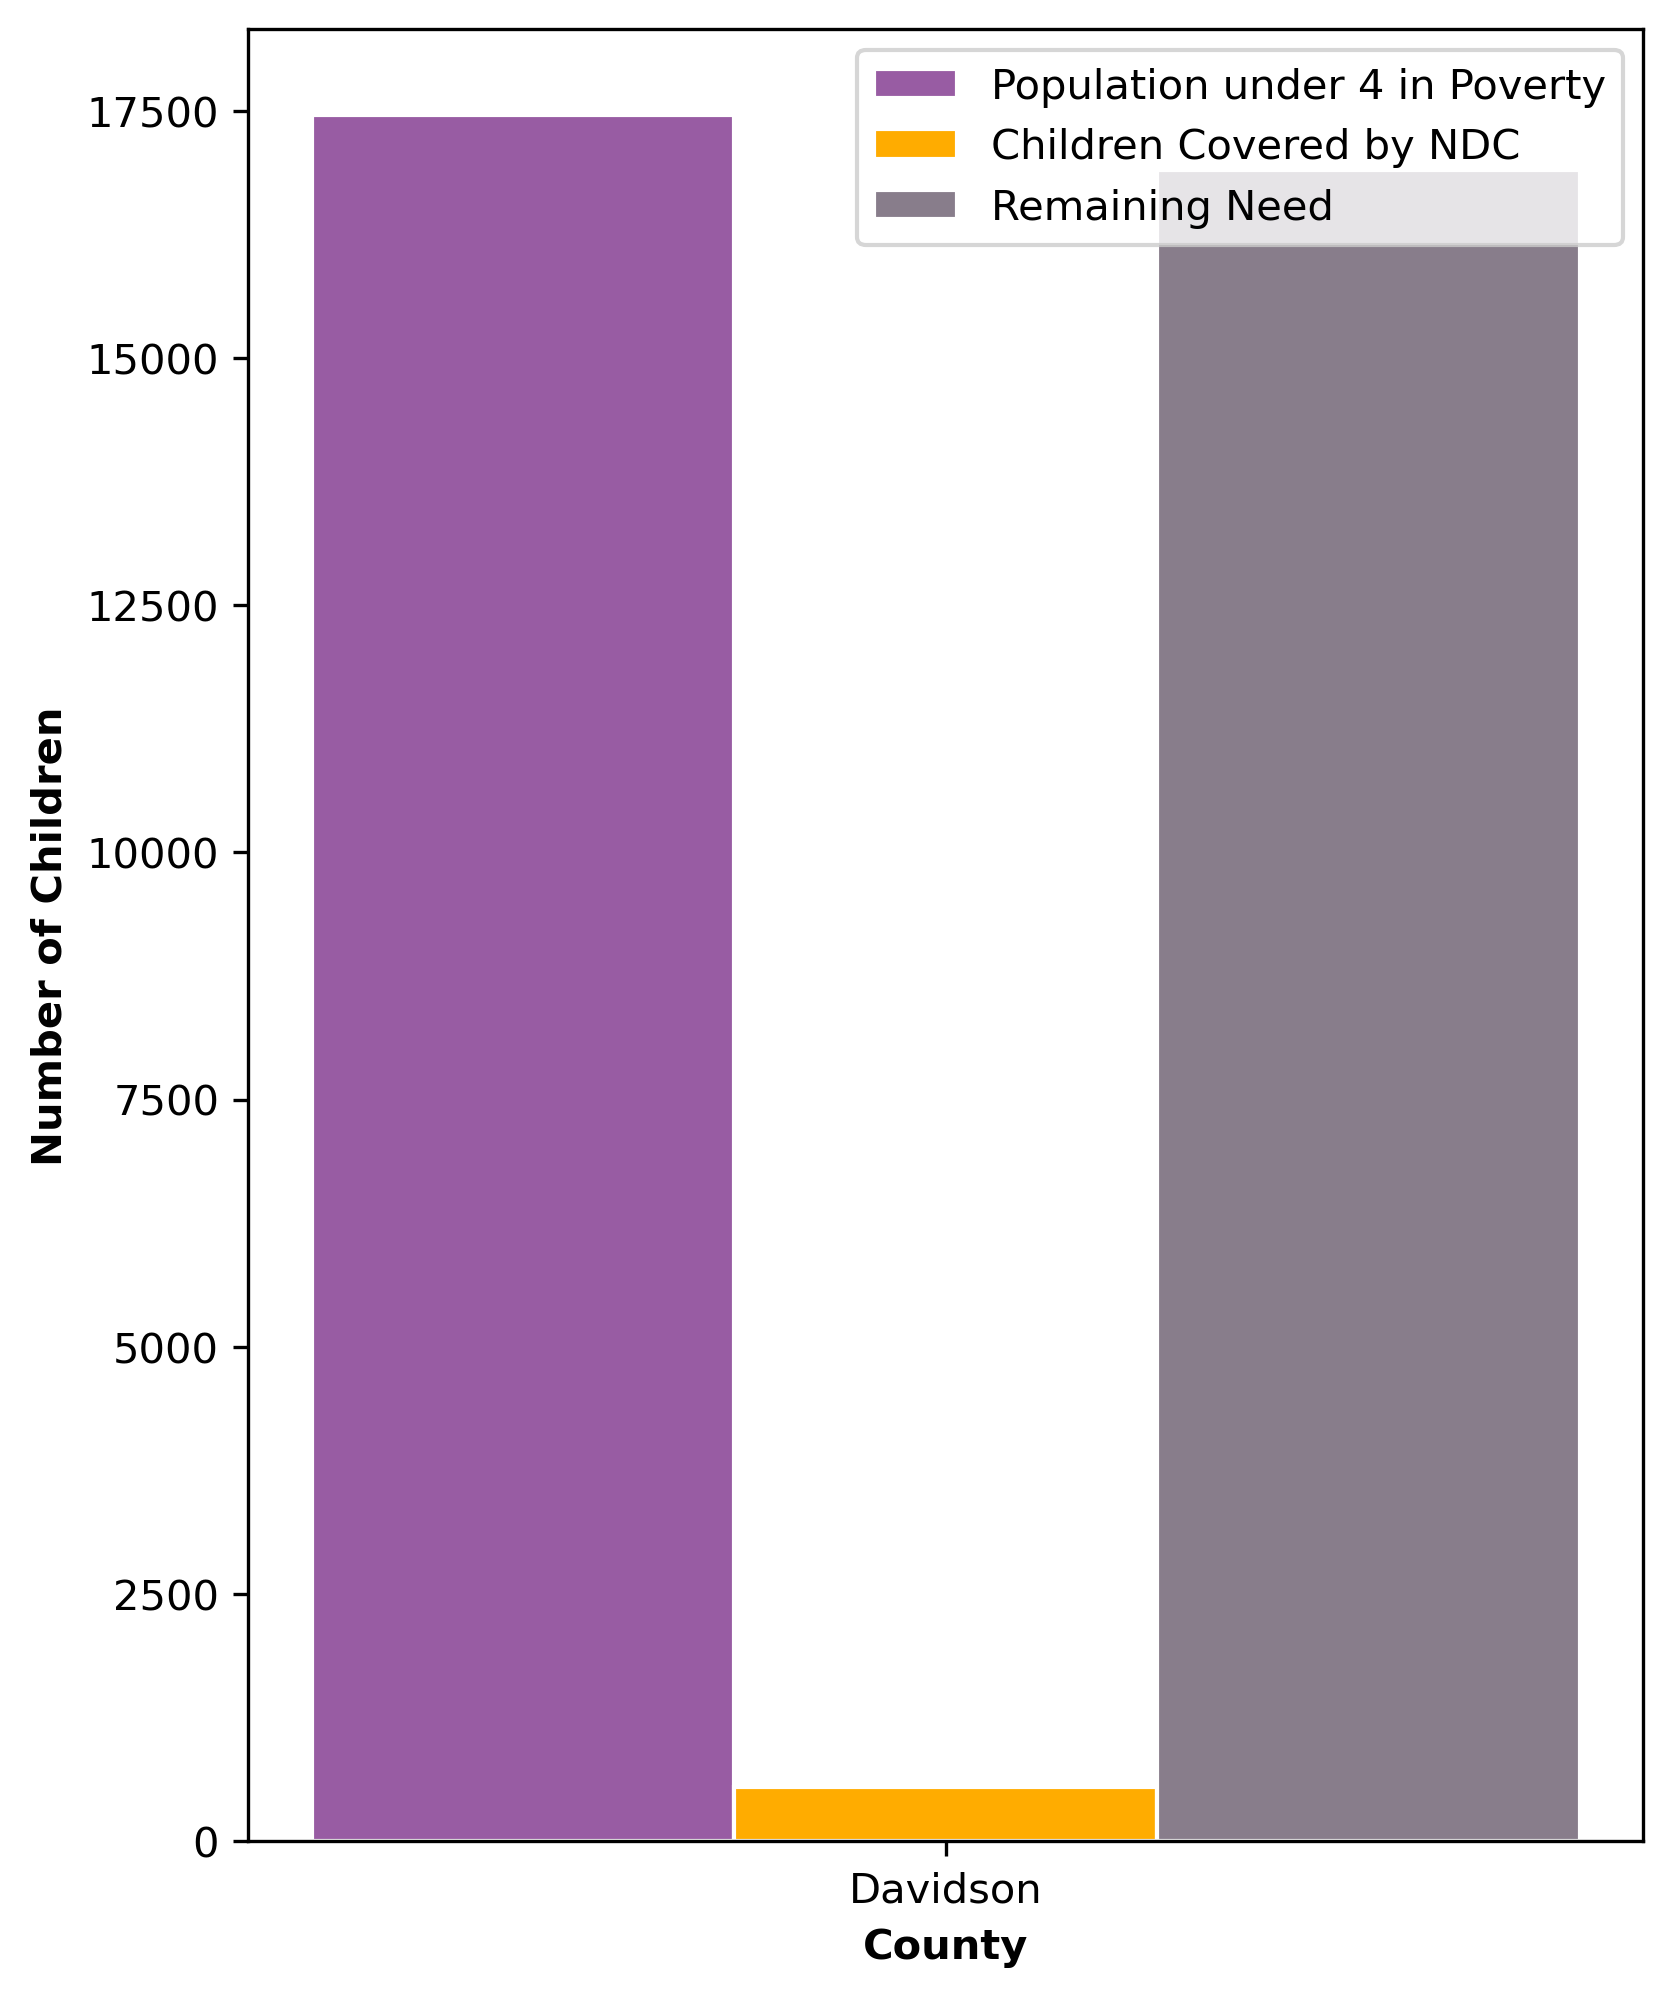 Population under 4 in Poverty
Children Covered by NDC
Remaining Need
17500
15000
12500
10000
7500
5000
2500
0
Number of Children
Davidson
County